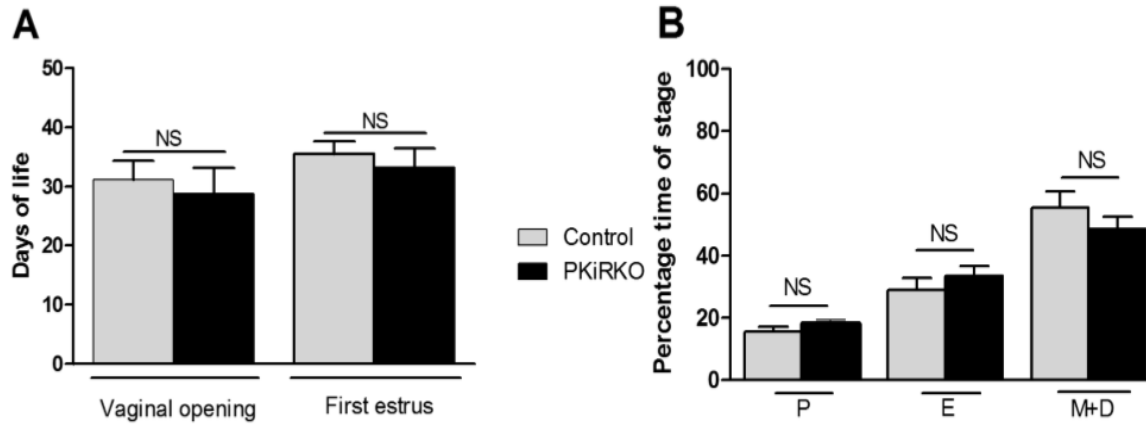 A
Days of life
50
40
30
20
10
0
NS
NS
Vaginal opening
First estrus
Control
PKiRKO
B
Percentage time of stage
100
80
60
40
20
0
NS
NS
NS
P
E
M+D